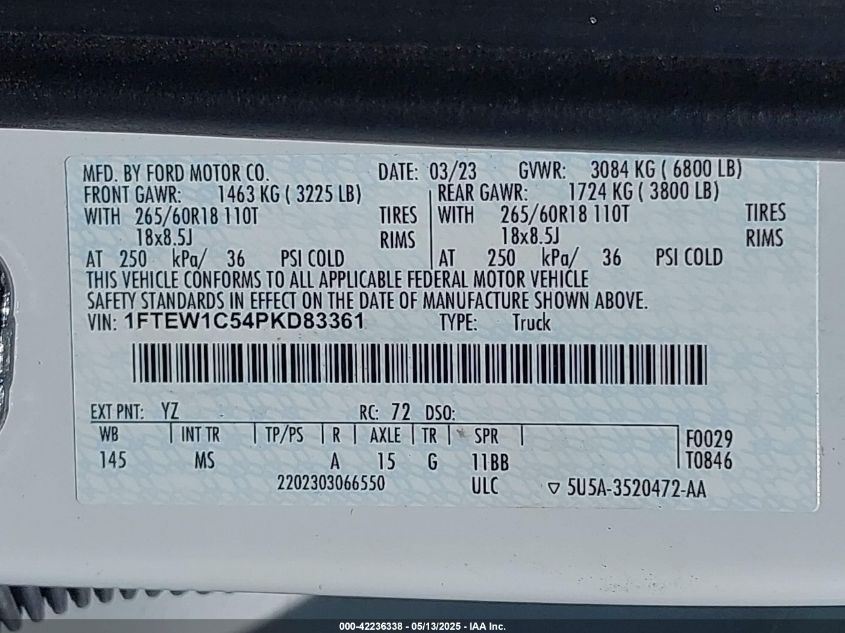 MFD. BY FORD MOTOR CO. DATE: 03/23 GVWR: 3084 KG ( 6800 LB)
FRONT GAWR: 1463 KG ( 3225 LB) REAR GAWR: 1724 KG ( 3800 LB)
WITH 265/60R18 110T TIRES WITH 265/60R18 110T TIRES
18x8.5J RIMS 18x8.5J RIMS
AT 250 kPa/ 36 PSI COLD AT 250 kPa/ 36 PSI COLD
THIS VEHICLE CONFORMS TO ALL APPLICABLE FEDERAL MOTOR VEHICLE
SAFETY STANDARDS IN EFFECT ON THE DATE OF MANUFACTURE SHOWN ABOVE.
VIN: 1FTEW1C54PKD83361 TYPE: Truck
EXT PNT: YZ RC: 72 DSO:
WB INT TR TP/PS R AXLE TR SPR F0029
145 MS A 15 G 11BB T0846
2202303066550 ULC ▽ 5U5A-3520472-AA
000-42236338 - 05/13/2025 - IAA Inc.